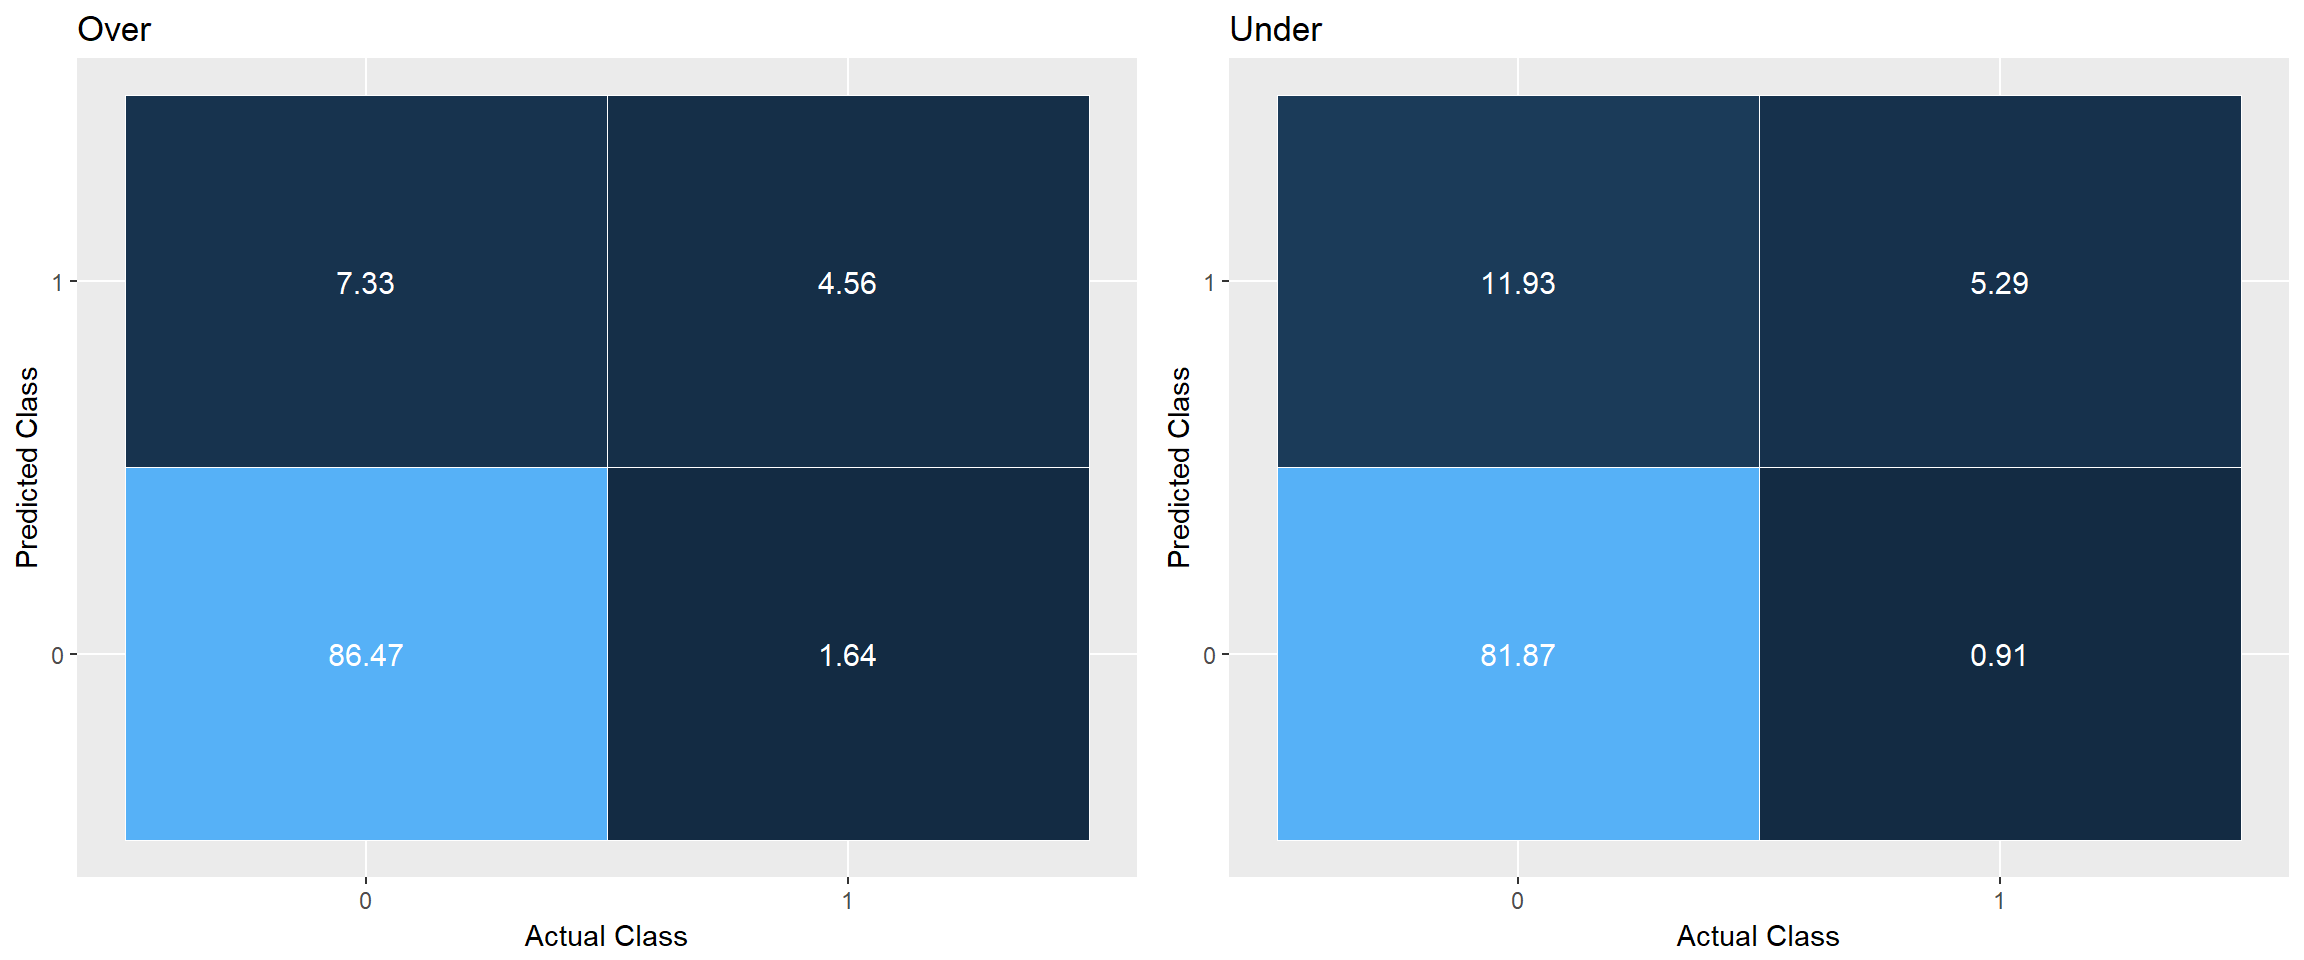 Over
Predicted Class
1
0
7.33
4.56
86.47
1.64
0
1
Actual Class
Under
Predicted Class
1
0
11.93
5.29
81.87
0.91
0
1
Actual Class